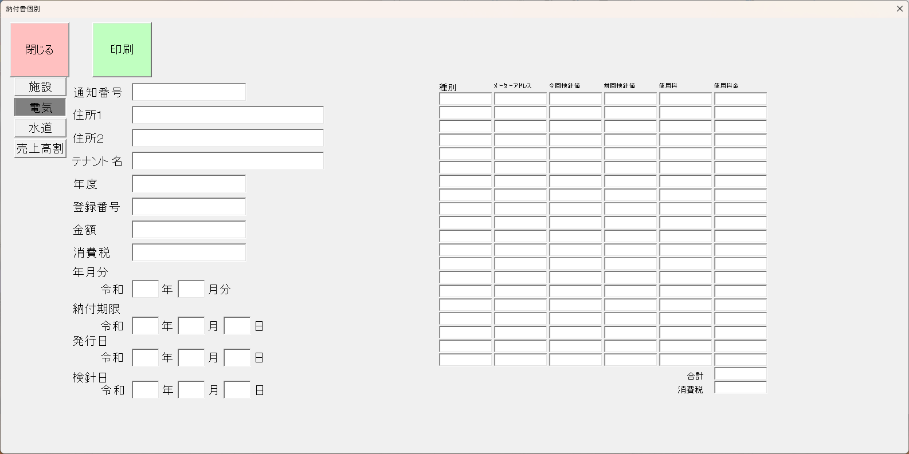 納付書個別
閉じる
印刷
施設
電気
水道
売上高割
通知番号
住所1
住所2
テナント名
年度
登録番号
金額
消費税
年月分
令和 年 月分
納付期限
令和 年 月 日
発行日
令和 年 月 日
検針日
令和 年 月 日
種別 メーターアドレス 今回検針値 前回検針値 使用料 使用料金
合計
消費税